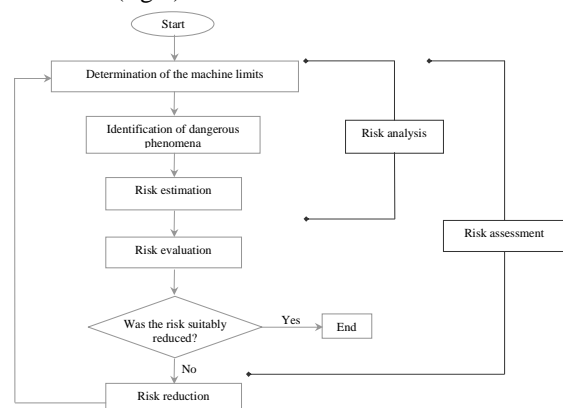 Start
Determination of the machine limits
Identification of dangerous
phenomena
Risk analysis
Risk estimation
Risk assessment
Risk evaluation
Was the risk suitably
reduced?
Yes
End
No
Risk reduction